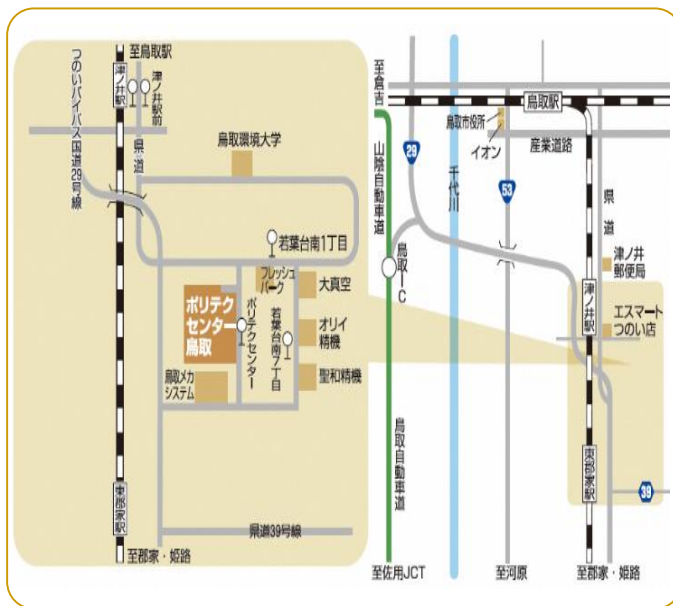 至鳥取駅
津ノ井駅
津ノ井駅前
つのいバイパス国道29号線
県道
鳥取環境大学
若葉台南1丁目
フレッシュ
パーク
大真空
ポリテク
センター
鳥取
ポリテクセンター
若葉台南7丁目
オリイ
精機
鳥取メカ
システム
聖和精機
東郡家駅
県道39号線
至郡家・姫路
至倉吉
山陰自動車道
29
千代川
鳥取市役所
イオン
鳥取駅
産業道路
53
県道
鳥取IC
津ノ井
郵便局
津ノ井駅
エスマート
つのい店
鳥取自動車道
東郡家駅
39
至佐用JCT
至河原
至郡家・姫路